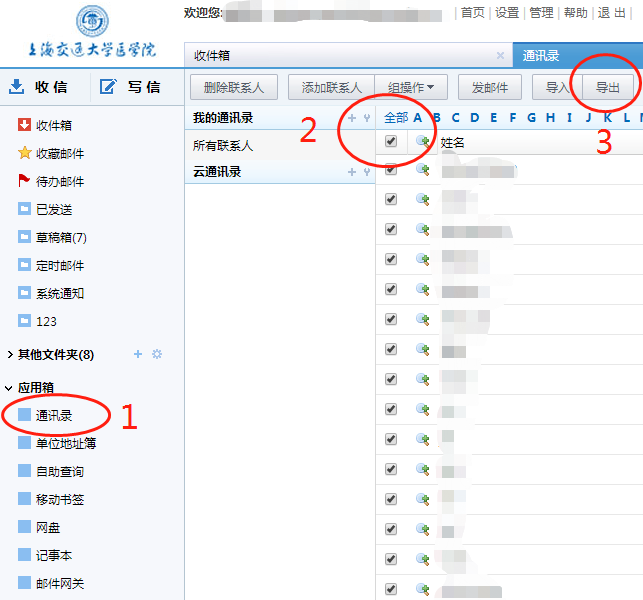 欢迎您:
首页 | 设置 | 管理 | 帮助 | 退 出 |
上海交通大学医学院
收件箱 × 通讯录
收 信 写 信
删除联系人 添加联系人 组操作 发邮件 导入 导出
收件箱
收藏邮件
待办邮件
已发送
草稿箱(7)
定时邮件
系统通知
123
其他文件夹(8)
应用箱
通讯录 1
单位地址簿
自助查询
移动书签
网盘
记事本
邮件网关
我的通讯录
所有联系人
云通讯录
2
全部 A B C D E F G H I J K L
姓名
3